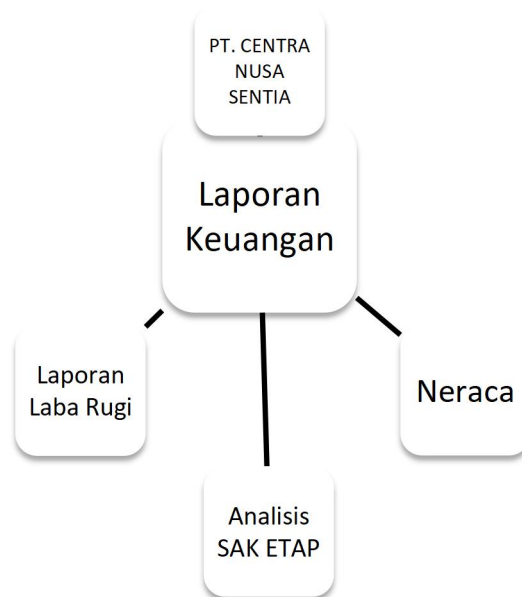 PT. CENTRA
NUSA
SENTIA
Laporan
Keuangan
Laporan
Laba Rugi
Neraca
Analisis
SAK ETAP